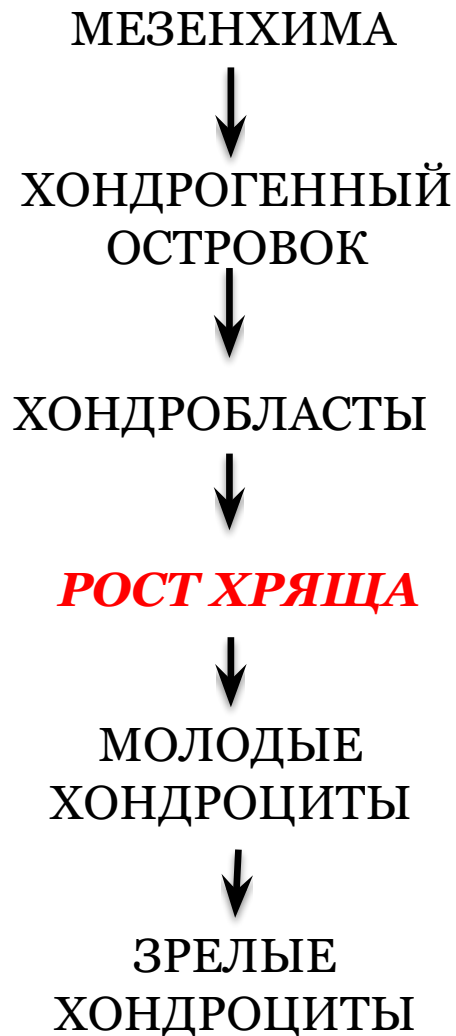 МЕЗЕНХИМА
ХОНДРОГЕННЫЙ
ОСТРОВОК
ХОНДРОБЛАСТЫ
РОСТ ХРЯЩА
МОЛОДЫЕ
ХОНДРОЦИТЫ
ЗРЕЛЫЕ
ХОНДРОЦИТЫ